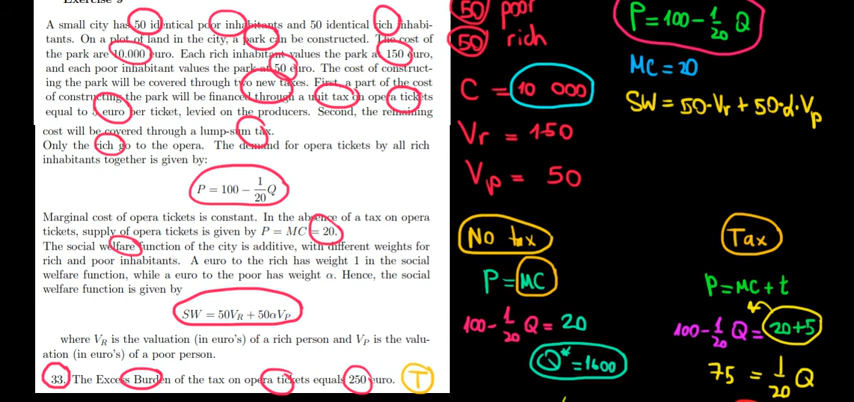 Exercise 9
A small city has 50 identical poor inhabitants and 50 identical rich inhabi-
tants. On a plot of land in the city, a park can be constructed. The cost of
the park are 10.000 euro. Each rich inhabitant values the park at 150 euro,
and each poor inhabitant values the park at 50 euro. The cost of construct-
ing the park will be covered through two new taxes. First, a part of the cost
of constructing the park will be financed through a unit tax on opera tickets
equal to 5 euro per ticket, levied on the producers. Second, the remaining
cost will be covered through a lump-sum tax.
Only the rich go to the opera. The demand for opera tickets by all rich
inhabitants together is given by:
P = 100 − 1/20 Q
Marginal cost of opera tickets is constant. In the absence of a tax on opera
tickets, supply of opera tickets is given by P = MC = 20.
The social welfare function of the city is additive, with different weights for
rich and poor inhabitants. A euro to the rich has weight 1 in the social
welfare function, while a euro to the poor has weight α. Hence, the social
welfare function is given by
SW = 50V_R + 50αV_P
where V_R is the valuation (in euro's) of a rich person and V_P is the valu-
ation (in euro's) of a poor person.
33. The Excess Burden of the tax on opera tickets equals 250 euro. T
50 poor
50 rich
C = 10 000
Vr = 150
Vp = 50
P = 100 - 1/20 Q
MC = 20
SW = 50·Vr + 50·α·Vp
No tax
P = MC
100 - 1/20 Q = 20
Q* = 1600
Tax
P = MC + t
100 - 1/20 Q = 20+5
75 = 1/20 Q